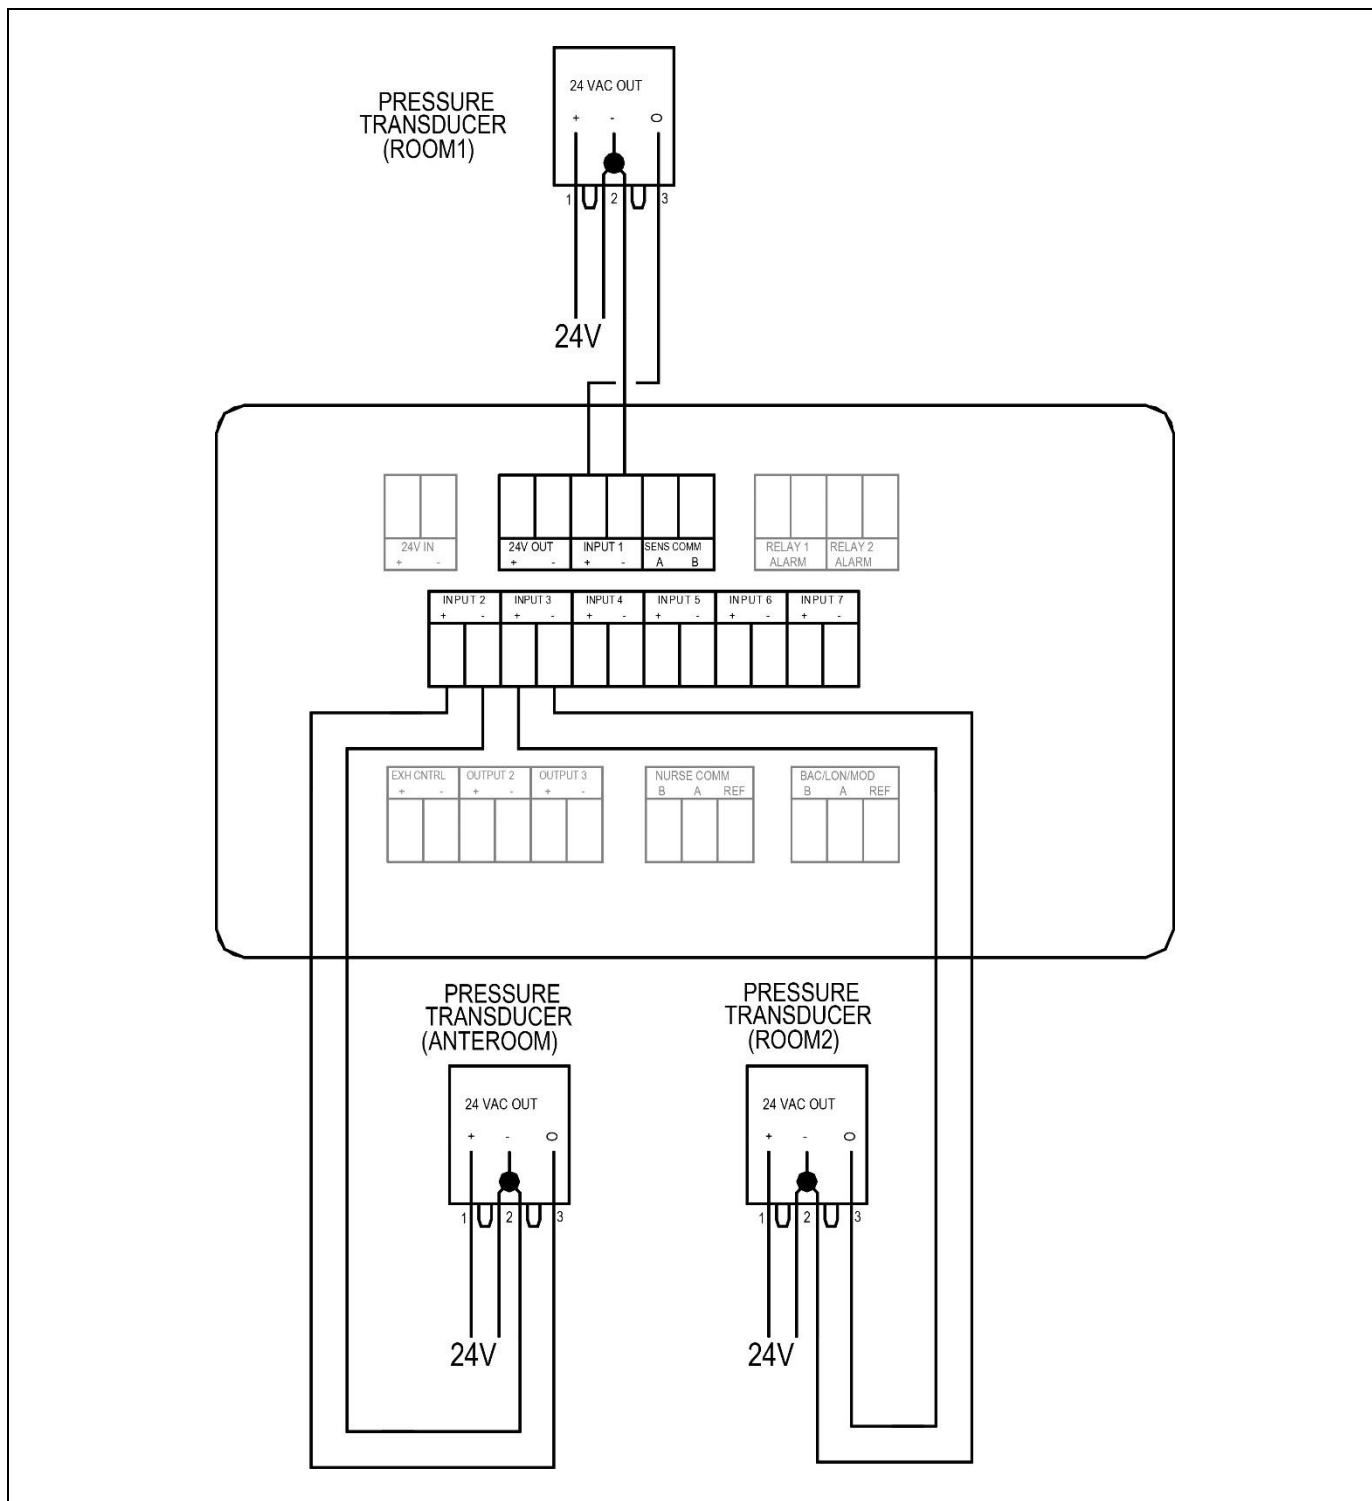 24 VAC OUT
PRESSURE
TRANSDUCER
(ROOM1)
+ - O
1 2 3
24V
24V IN
+ -
24V OUT INPUT 1 SENS COMM
+ - + - A B
RELAY 1 RELAY 2
ALARM ALARM
INPUT 2 INPUT 3 INPUT 4 INPUT 5 INPUT 6 INPUT 7
+ - + - + - + - + - + -
EXH CNTRL OUTPUT 2 OUTPUT 3
+ - + - + -
NURSE COMM
B A REF
BAC/LON/MOD
B A REF
PRESSURE
TRANSDUCER
(ANTEROOM)
24 VAC OUT
+ - O
1 2 3
24V
PRESSURE
TRANSDUCER
(ROOM2)
24 VAC OUT
+ - O
1 2 3
24V